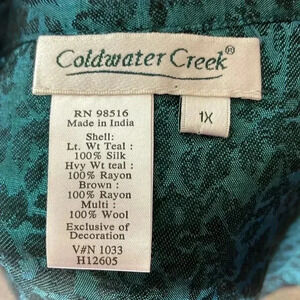 Coldwater Creek®
RN 98516
Made in India
Shell:
Lt. Wt Teal :
100% Silk
Hvy Wt teal :
100% Rayon
Brown :
100% Rayon
Multi :
100% Wool
Exclusive of
Decoration
V#N 1033
H12605
1X